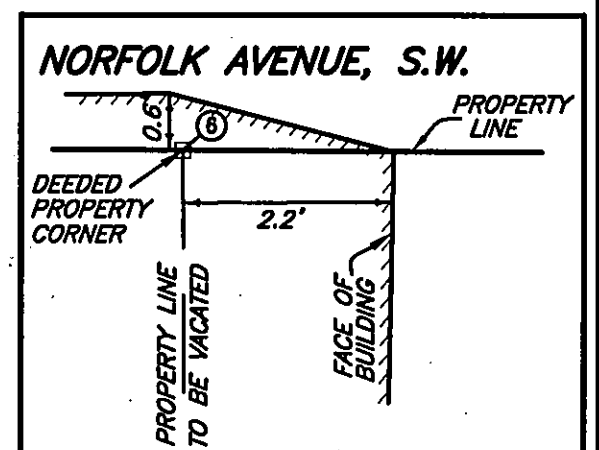 NORFOLK AVENUE, S.W.
PROPERTY
LINE
0.6'
6
DEEDED
PROPERTY
CORNER
2.2'
PROPERTY LINE
TO BE VACATED
FACE OF
BUILDING